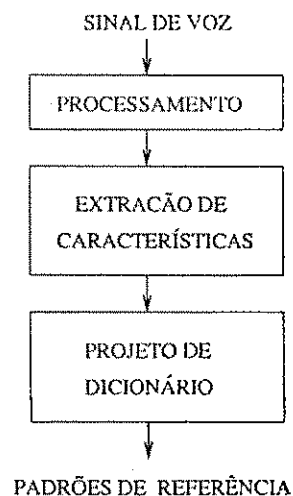 SINAL DE VOZ
PROCESSAMENTO
EXTRAÇÃO DE
CARACTERÍSTICAS
PROJETO DE
DICIONÁRIO
PADRÕES DE REFERÊNCIA